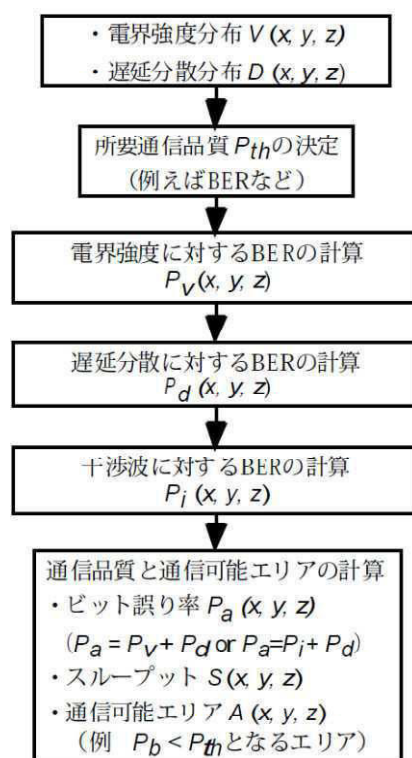 ・電界強度分布 V (x, y, z)
・遅延分散分布 D (x, y, z)
所要通信品質 Pthの決定
（例えばBERなど）
電界強度に対するBERの計算
Pv(x, y, z)
遅延分散に対するBERの計算
Pd (x, y, z)
干渉波に対するBERの計算
Pi (x, y, z)
通信品質と通信可能エリアの計算
・ビット誤り率 Pa (x, y, z)
(Pa = Pv + Pd or Pa=Pi + Pd)
・スループット S(x, y, z)
・通信可能エリア A (x, y, z)
（例　Pb < Pthとなるエリア）